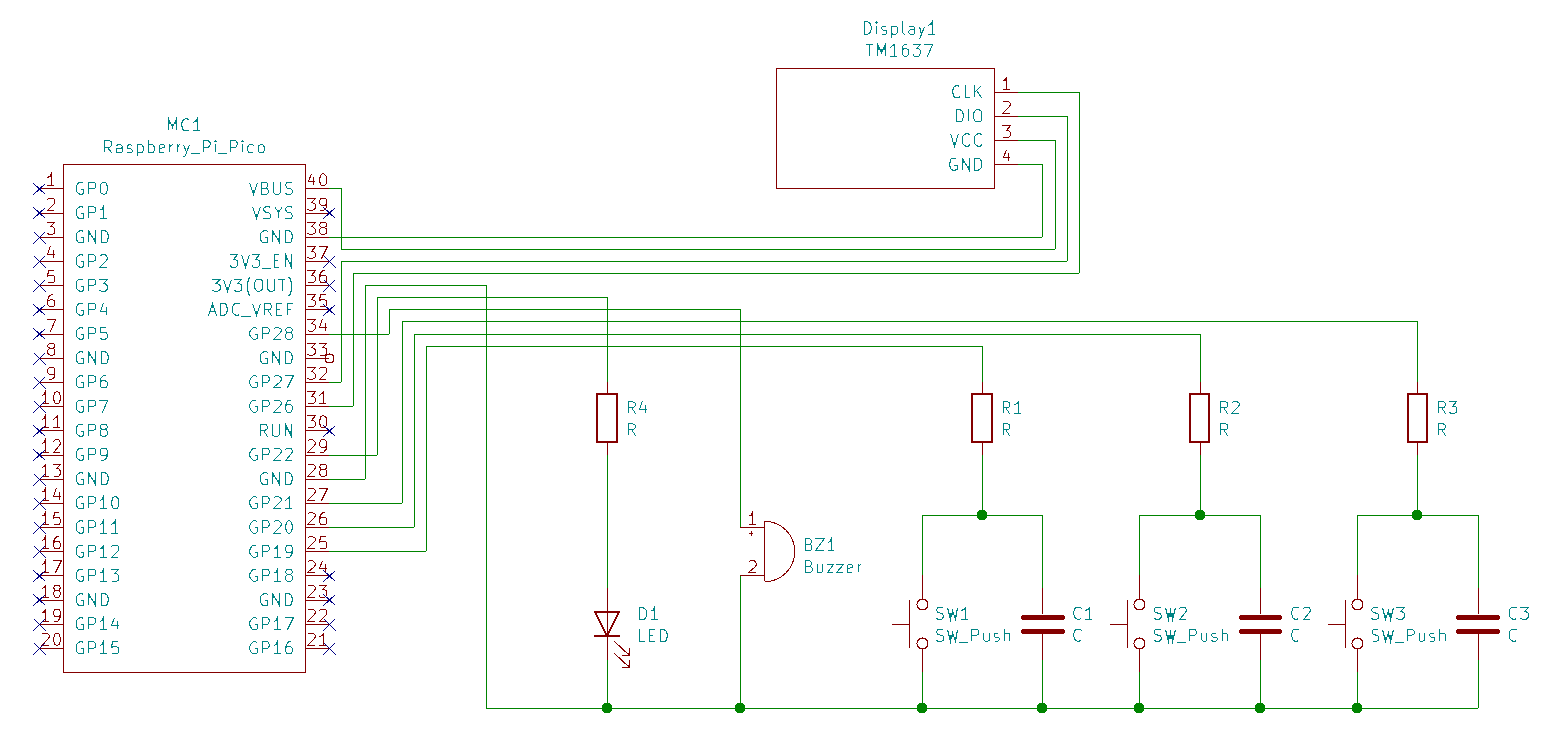 Display1
TM1637
CLK 1
DIO 2
VCC 3
GND 4
MC1
Raspberry_Pi_Pico
1 GP0 VBUS 40
2 GP1 VSYS 39
3 GND GND 38
4 GP2 3V3_EN 37
5 GP3 3V3(OUT) 36
6 GP4 ADC_VREF 35
7 GP5 GP28 34
8 GND GND 33
9 GP6 GP27 32
10 GP7 GP26 31
11 GP8 RUN 30
12 GP9 GP22 29
13 GND GND 28
14 GP10 GP21 27
15 GP11 GP20 26
16 GP12 GP19 25
17 GP13 GP18 24
18 GND GND 23
19 GP14 GP17 22
20 GP15 GP16 21
R4
R
R1
R
R2
R
R3
R
1
+
2
BZ1
Buzzer
D1
LED
SW1
SW_Push
C1
C
SW2
SW_Push
C2
C
SW3
SW_Push
C3
C